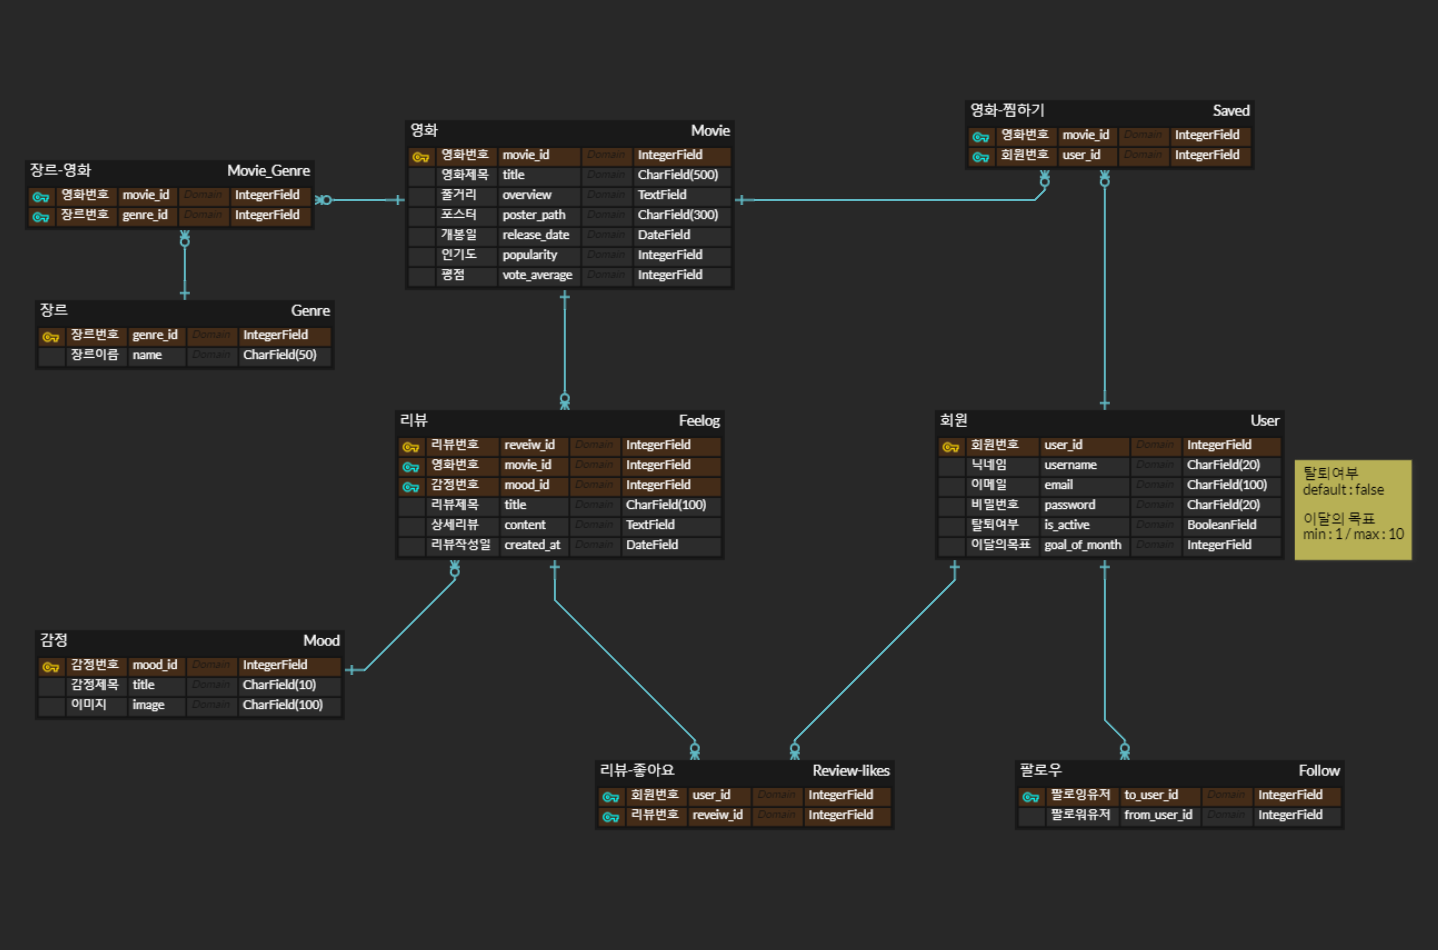 영화-찜하기 Saved
영화번호 movie_id Domain IntegerField
회원번호 user_id Domain IntegerField
영화 Movie
영화번호 movie_id Domain IntegerField
영화제목 title Domain CharField(500)
줄거리 overview Domain TextField
포스터 poster_path Domain CharField(300)
개봉일 release_date Domain DateField
인기도 popularity Domain IntegerField
평점 vote_average Domain IntegerField
장르-영화 Movie_Genre
영화번호 movie_id Domain IntegerField
장르번호 genre_id Domain IntegerField
장르 Genre
장르번호 genre_id Domain IntegerField
장르이름 name Domain CharField(50)
리뷰 Feelog
리뷰번호 reveiw_id Domain IntegerField
영화번호 movie_id Domain IntegerField
감정번호 mood_id Domain IntegerField
리뷰제목 title Domain CharField(100)
상세리뷰 content Domain TextField
리뷰작성일 created_at Domain DateField
회원 User
회원번호 user_id Domain IntegerField
닉네임 username Domain CharField(20)
이메일 email Domain CharField(100)
비밀번호 password Domain CharField(20)
탈퇴여부 is_active Domain BooleanField
이달의목표 goal_of_month Domain IntegerField
탈퇴여부
default : false
이달의 목표
min : 1 / max : 10
감정 Mood
감정번호 mood_id Domain IntegerField
감정제목 title Domain CharField(10)
이미지 image Domain CharField(100)
리뷰-좋아요 Review-likes
회원번호 user_id Domain IntegerField
리뷰번호 reveiw_id Domain IntegerField
팔로우 Follow
팔로잉유저 to_user_id Domain IntegerField
팔로워유저 from_user_id Domain IntegerField